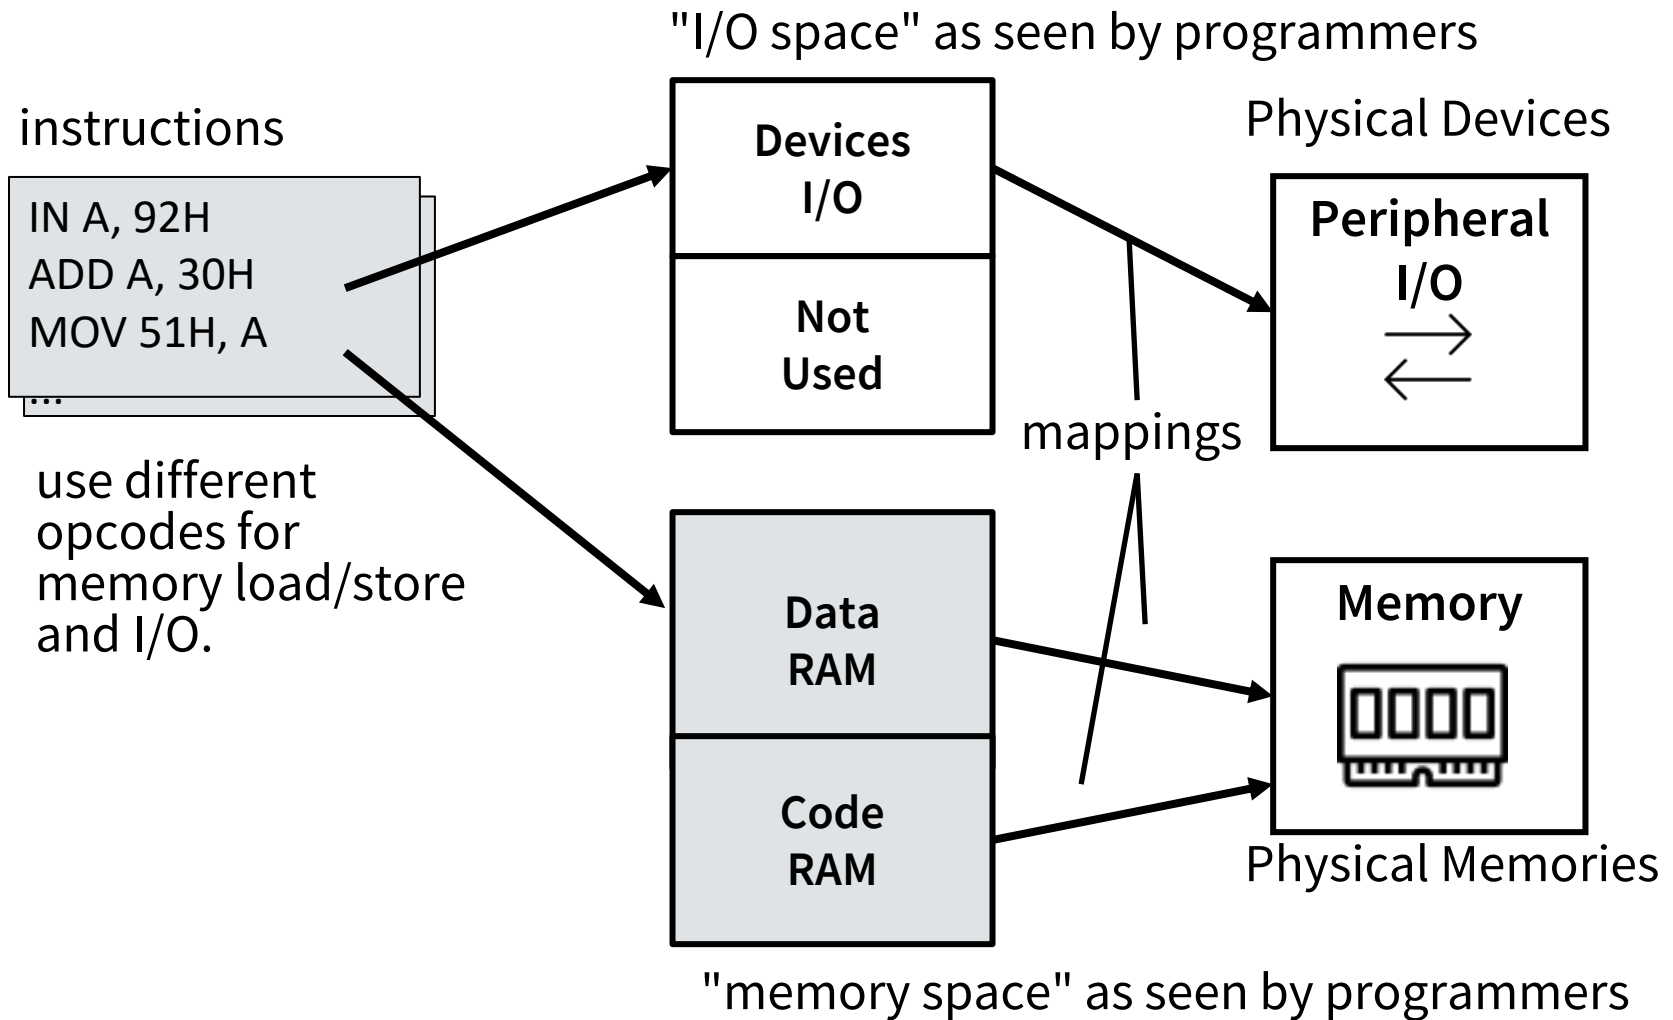 "I/O space" as seen by programmers
instructions
IN A, 92H
ADD A, 30H
MOV 51H, A
...
use different
opcodes for
memory load/store
and I/O.
Devices
I/O
Not
Used
mappings
Physical Devices
Peripheral
I/O
Data
RAM
Code
RAM
Memory
Physical Memories
"memory space" as seen by programmers